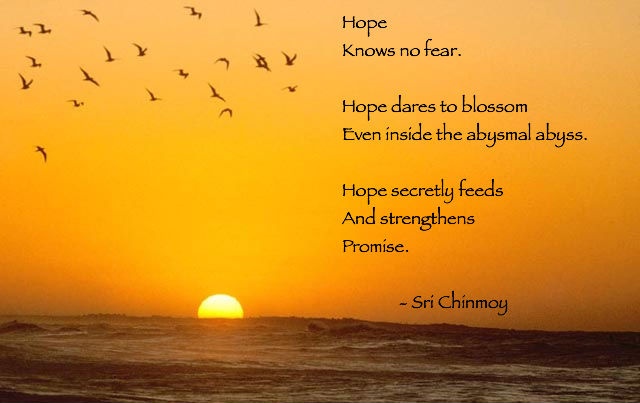 Hope
Knows no fear.
Hope dares to blossom
Even inside the abysmal abyss.
Hope secretly feeds
And strengthens
Promise.
- Sri Chinmoy